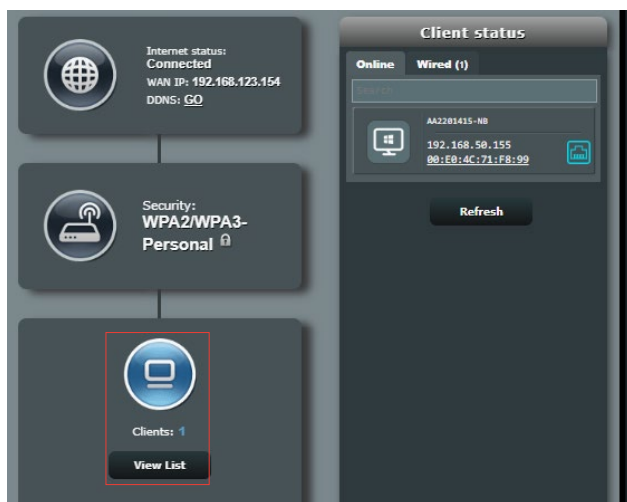 Internet status:
Connected
WAN IP: 192.168.123.154
DDNS: GO
Security:
WPA2/WPA3-
Personal
Clients: 1
View List
Client status
Online Wired (1)
Search
AA2201415-NB
192.168.50.155
00:E0:4C:71:F8:99
Refresh